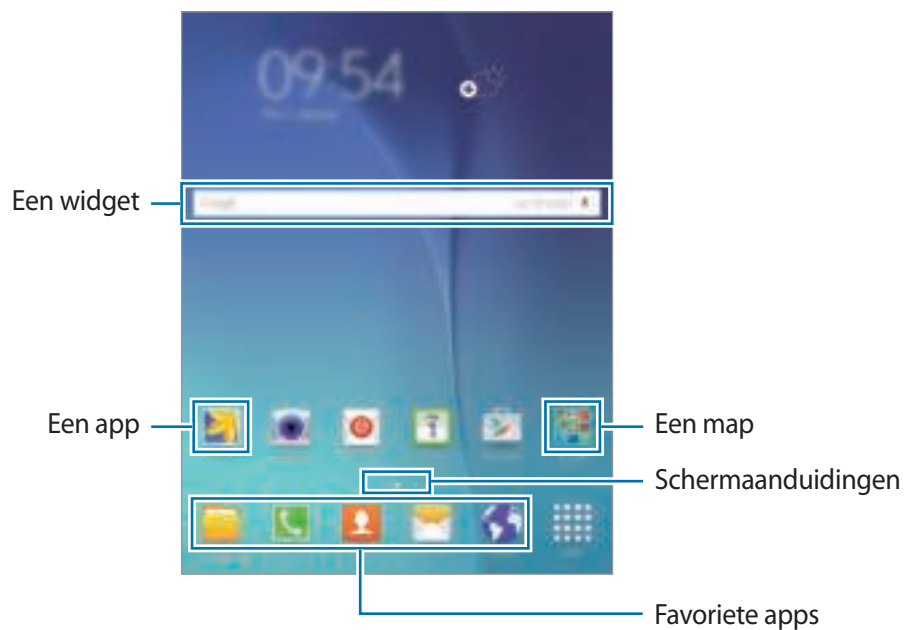 09:54
Een widget
Een app
Een map
Schermaanduidingen
Favoriete apps